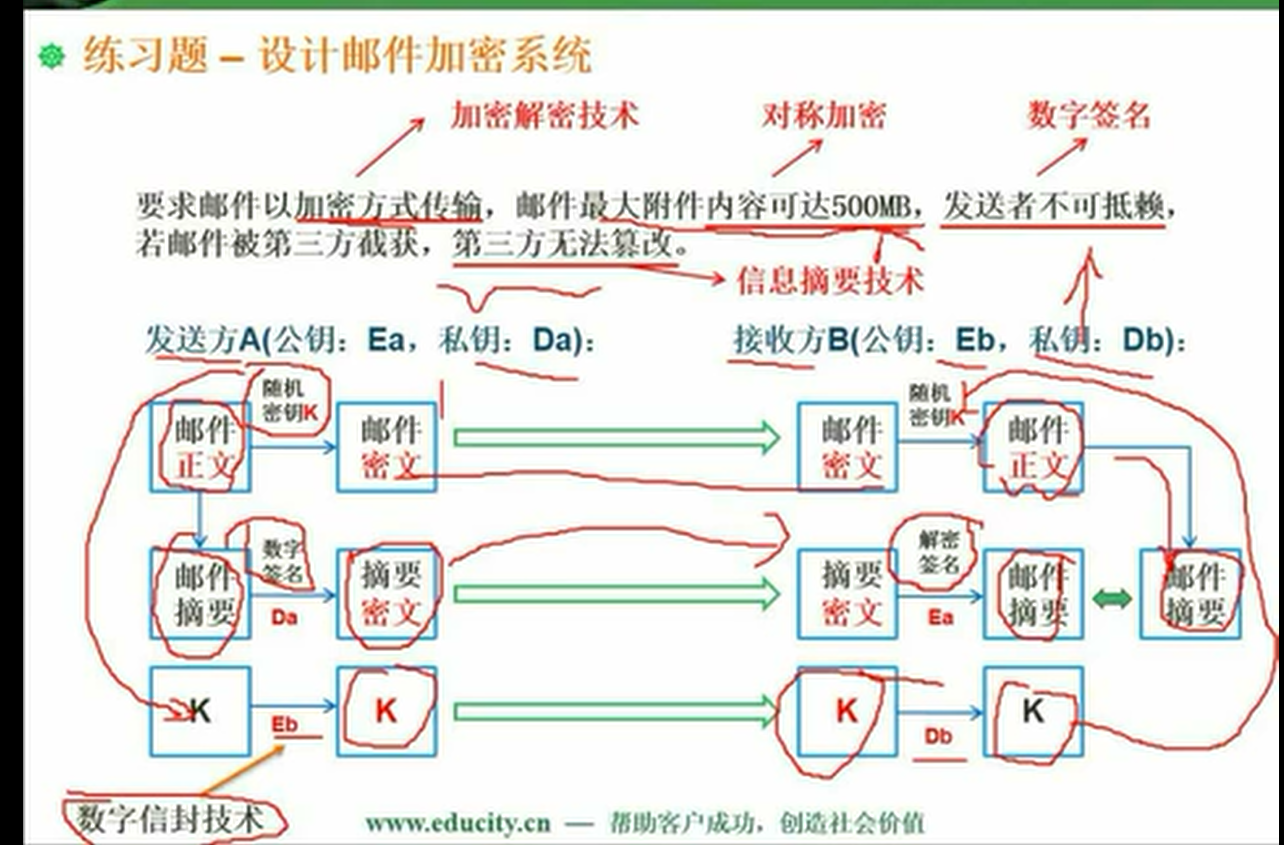 练习题 – 设计邮件加密系统
加密解密技术
对称加密
数字签名
要求邮件以加密方式传输，邮件最大附件内容可达500MB，发送者不可抵赖，
若邮件被第三方截获，第三方无法篡改。
信息摘要技术
发送方A(公钥：Ea，私钥：Da)：
接收方B(公钥：Eb，私钥：Db)：
邮件
正文
随机
密钥K
邮件
密文
邮件
密文
随机
密钥K
邮件
正文
邮件
摘要
数字
签名
Da
摘要
密文
摘要
密文
解密
签名
Ea
邮件
摘要
邮件
摘要
K
Eb
K
K
Db
K
数字信封技术
www.educity.cn — 帮助客户成功，创造社会价值